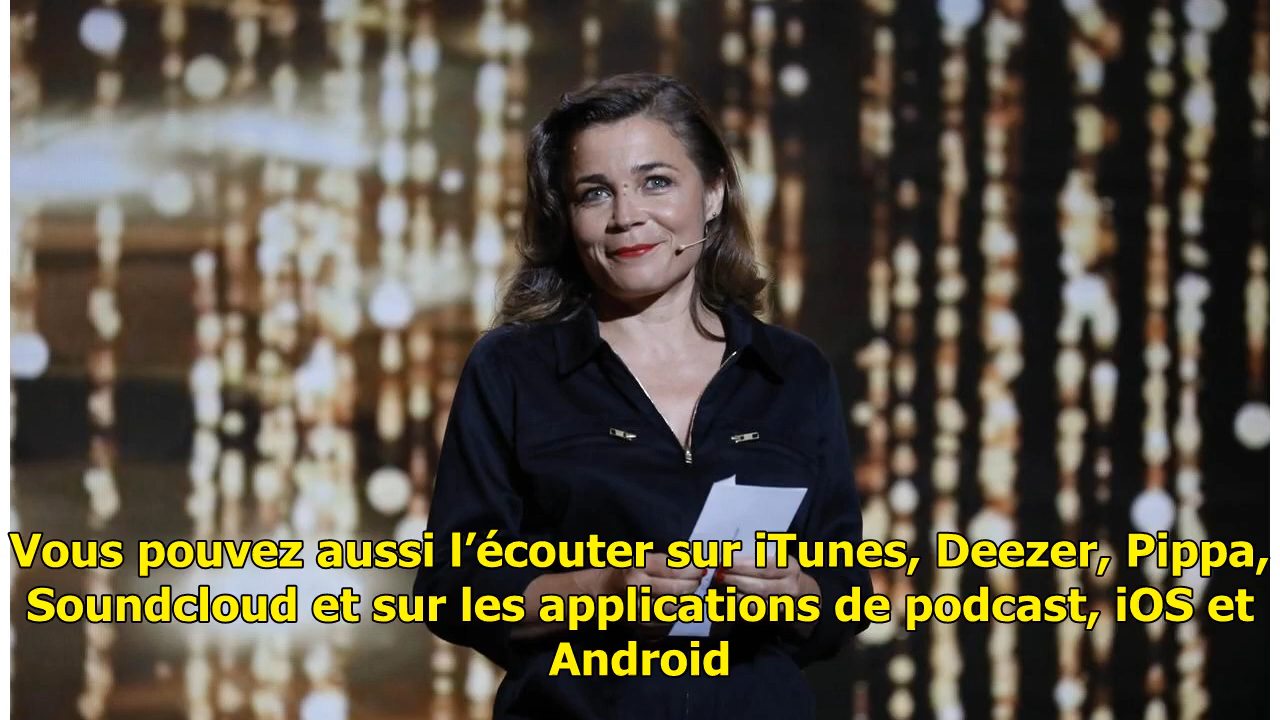 Vous pouvez aussi l’écouter sur iTunes, Deezer, Pippa,
Soundcloud et sur les applications de podcast, iOS et
Android